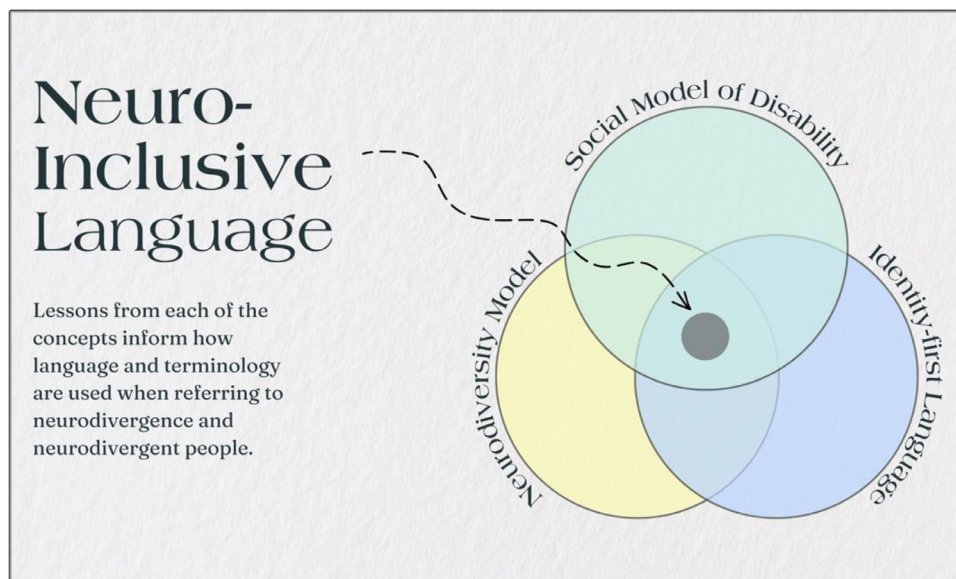 Neuro-
Inclusive
Language
Lessons from each of the
concepts inform how
language and terminology
are used when referring to
neurodivergence and
neurodivergent people.
Social Model of Disability
Neurodiversity Model
Identity-first Language